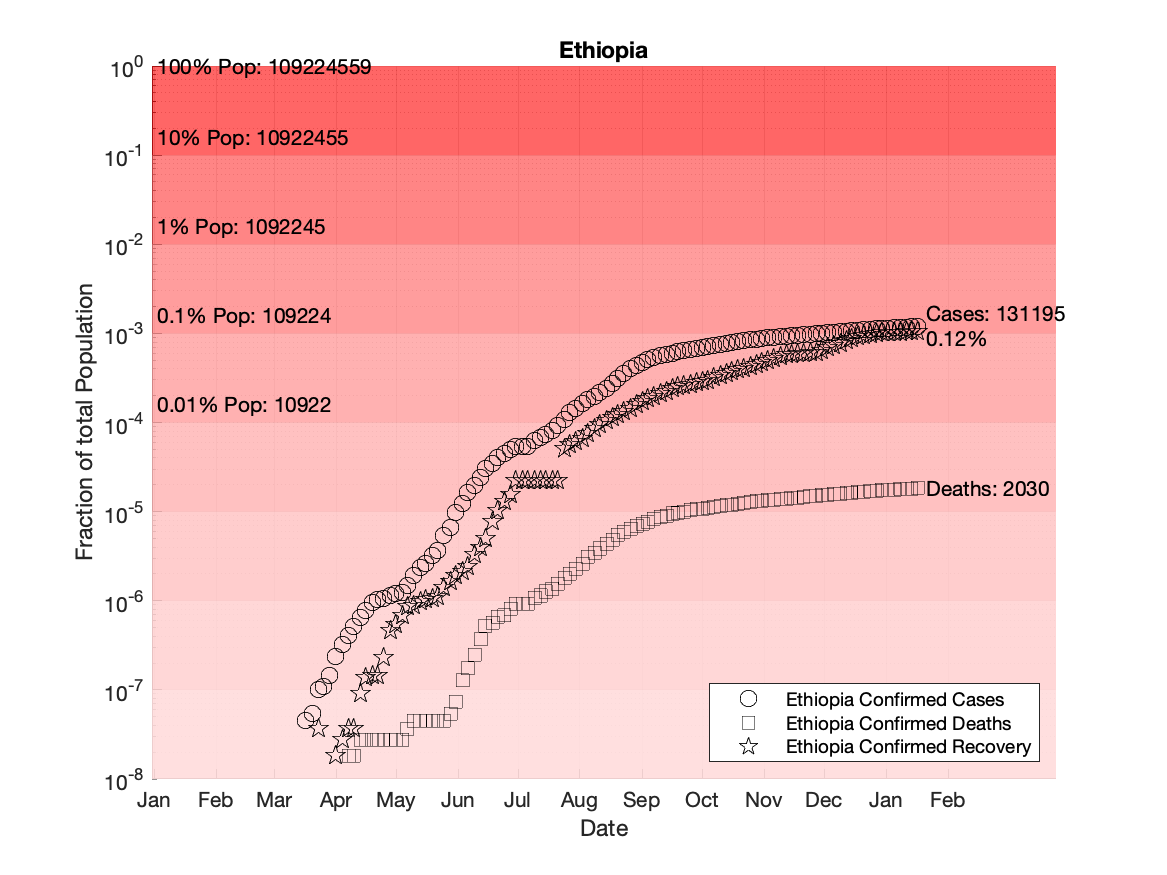 Ethiopia
10^0
100% Pop: 109224559
10% Pop: 10922455
10^-1
1% Pop: 1092245
10^-2
0.1% Pop: 109224
Cases: 131195
10^-3
0.12%
0.01% Pop: 10922
10^-4
Deaths: 2030
10^-5
10^-6
10^-7
10^-8
Fraction of total Population
Ethiopia Confirmed Cases
Ethiopia Confirmed Deaths
Ethiopia Confirmed Recovery
Jan Feb Mar Apr May Jun Jul Aug Sep Oct Nov Dec Jan Feb
Date